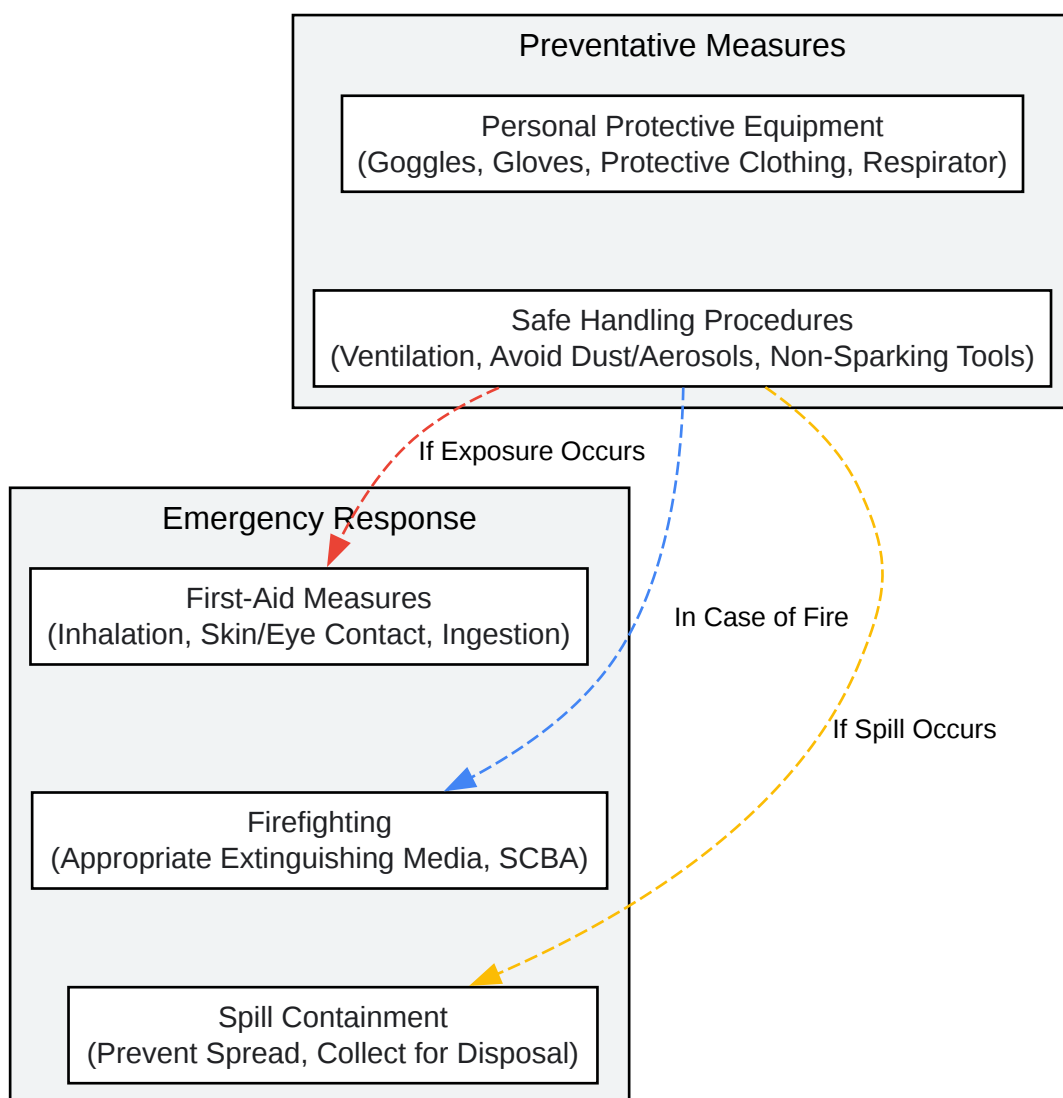 Preventative Measures
Personal Protective Equipment
(Goggles, Gloves, Protective Clothing, Respirator)
Safe Handling Procedures
(Ventilation, Avoid Dust/Aerosols, Non-Sparking Tools)
If Exposure Occurs
Emergency Response
First-Aid Measures
(Inhalation, Skin/Eye Contact, Ingestion)
In Case of Fire
If Spill Occurs
Firefighting
(Appropriate Extinguishing Media, SCBA)
Spill Containment
(Prevent Spread, Collect for Disposal)